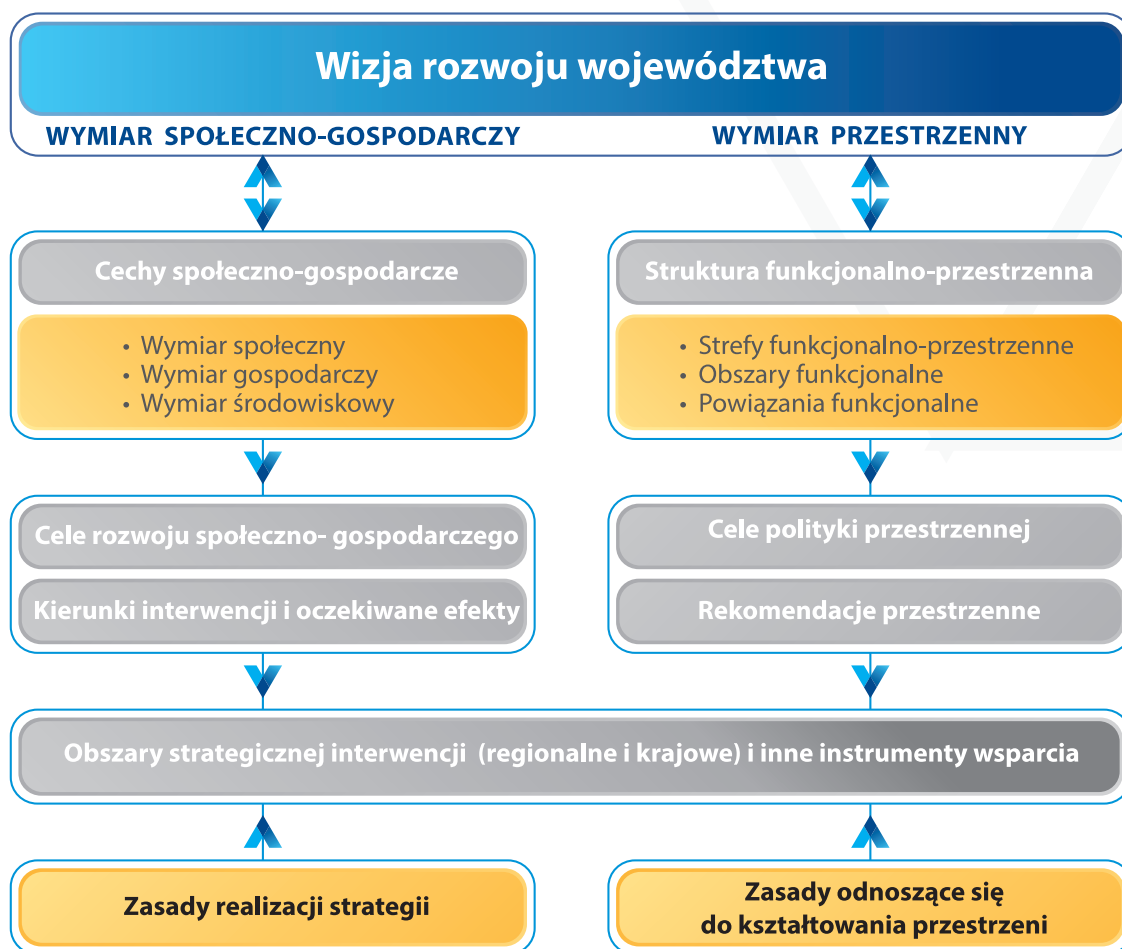 Wizja rozwoju województwa
WYMIAR SPOŁECZNO-GOSPODARCZY
WYMIAR PRZESTRZENNY
Cechy społeczno-gospodarcze
• Wymiar społeczny
• Wymiar gospodarczy
• Wymiar środowiskowy
Struktura funkcjonalno-przestrzenna
• Strefy funkcjonalno-przestrzenne
• Obszary funkcjonalne
• Powiązania funkcjonalne
Cele rozwoju społeczno- gospodarczego
Kierunki interwencji i oczekiwane efekty
Cele polityki przestrzennej
Rekomendacje przestrzenne
Obszary strategicznej interwencji (regionalne i krajowe) i inne instrumenty wsparcia
Zasady realizacji strategii
Zasady odnoszące się
do kształtowania przestrzeni